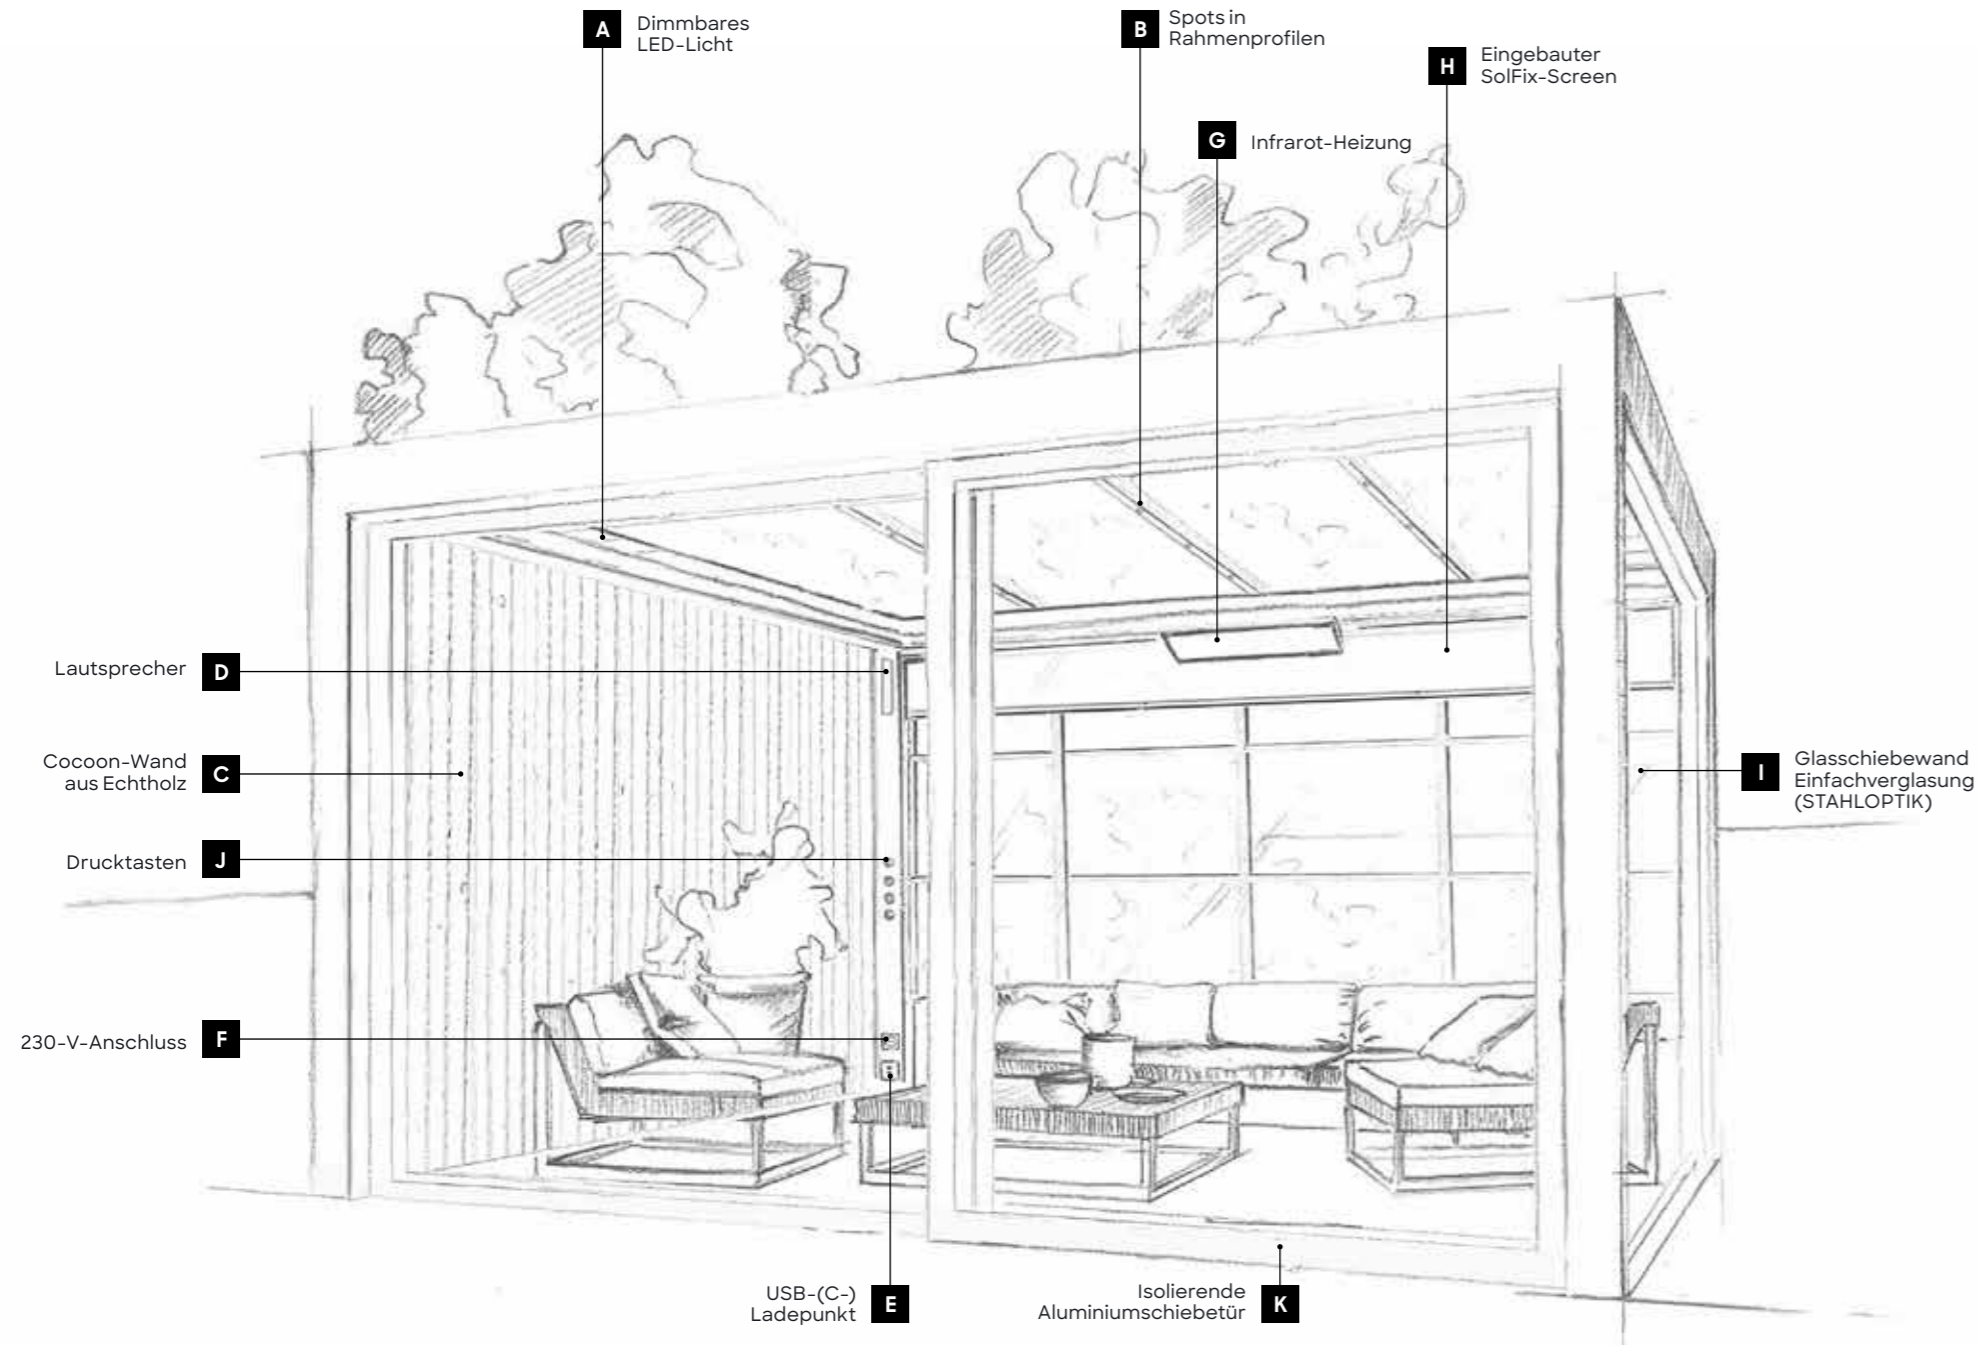 A
Dimmbares
LED-Licht
B
Spots in
Rahmenprofilen
H
Eingebauter
SolFix-Screen
G
Infrarot-Heizung
Lautsprecher
D
Cocoon-Wand
aus Echtholz
C
I
Glasschiebewand
Einfachverglasung
(STAHLOPTIK)
Drucktasten
J
230-V-Anschluss
F
USB-(C-)
Ladepunkt
E
Isolierende
Aluminiumschiebetür
K